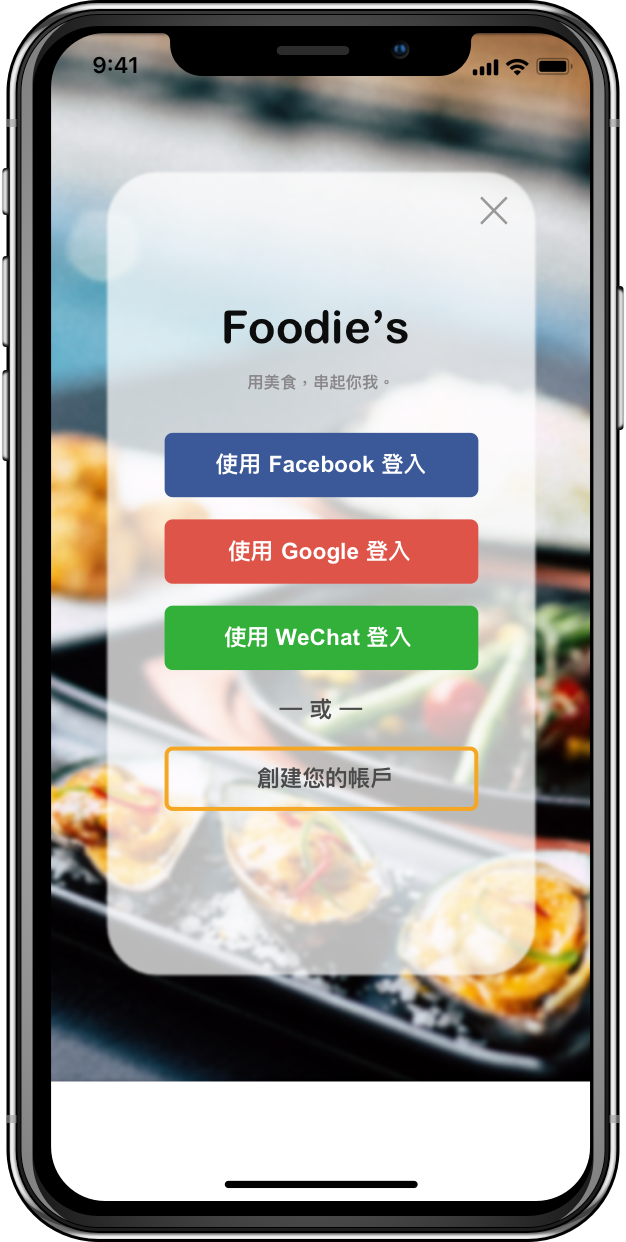 9:41
Foodie’s
用美食，串起你我。
使用 Facebook 登入
使用 Google 登入
使用 WeChat 登入
— 或 —
創建您的帳戶